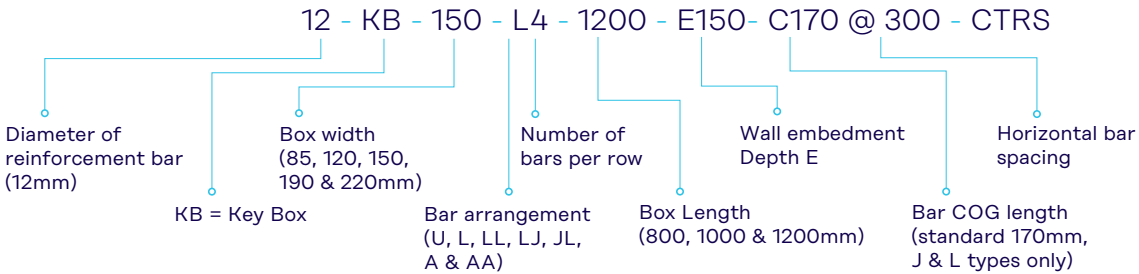 12 - KB - 150 - L4 - 1200 - E150- C170 @ 300 - CTRS
Diameter of
reinforcement bar
(12mm)
KB = Key Box
Box width
(85, 120, 150,
190 & 220mm)
Bar arrangement
(U, L, LL, LJ, JL,
A & AA)
Number of
bars per row
Box Length
(800, 1000 & 1200mm)
Wall embedment
Depth E
Bar COG length
(standard 170mm,
J & L types only)
Horizontal bar
spacing